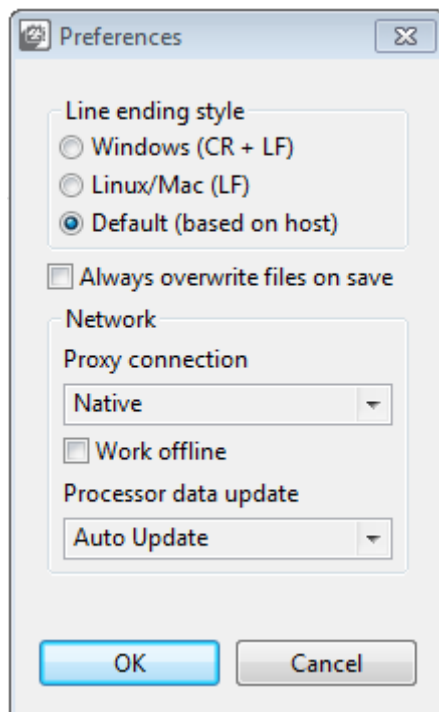 Preferences
Line ending style
Windows (CR + LF)
Linux/Mac (LF)
Default (based on host)
Always overwrite files on save
Network
Proxy connection
Native
Work offline
Processor data update
Auto Update
OK
Cancel